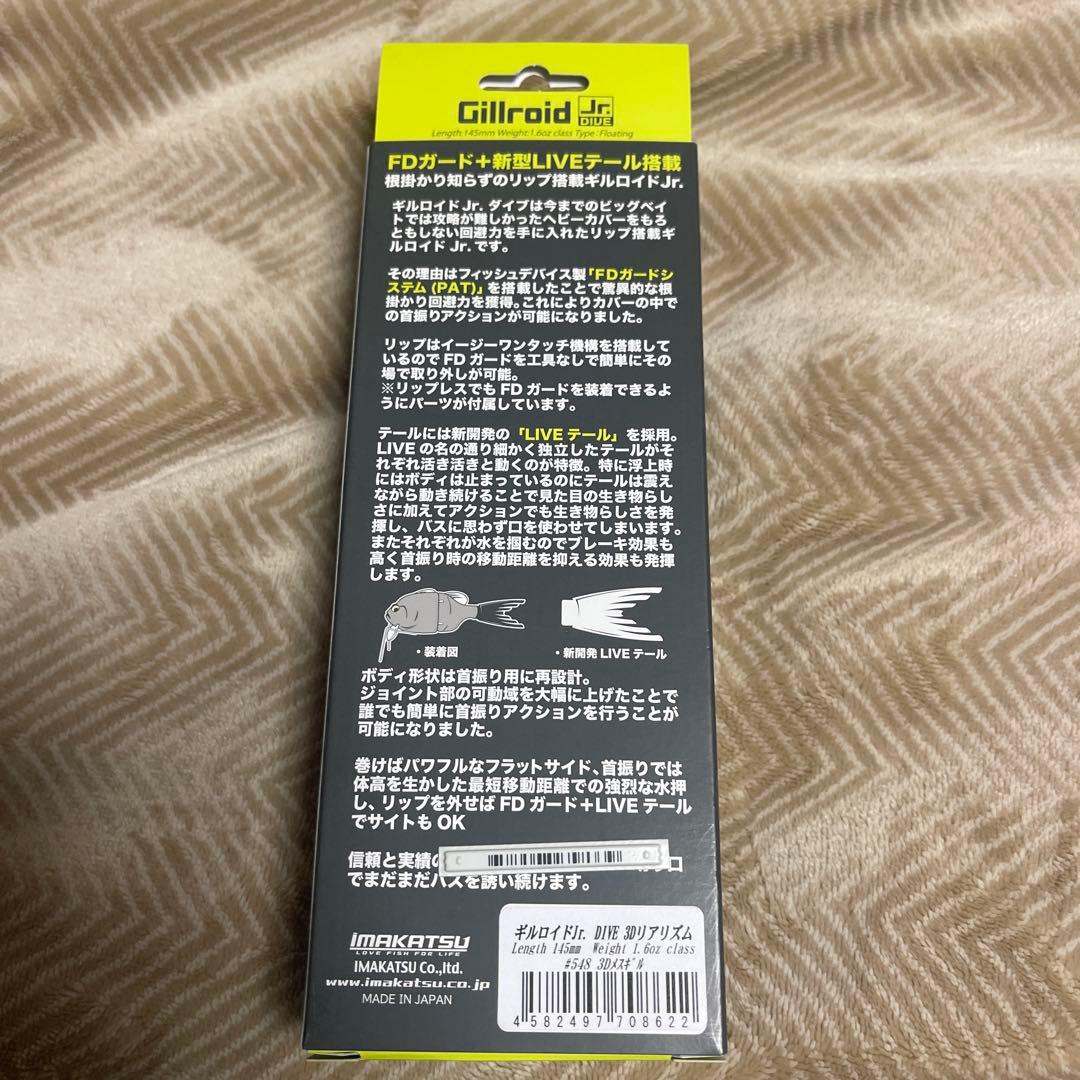 Gillroid Jr. DIVE
Length:145mm Weight:1.6oz class Type:Floating
FDガード+新型LIVEテール搭載
根掛かり知らずのリップ搭載ギルロイドJr.
ギルロイドJr. ダイブは今までのビッグベイ
トでは攻略が難しかったヘビーカバーをもろ
ともしない回避力を手に入れたリップ搭載ギ
ルロイド Jr.です。
その理由はフィッシュデバイス製「FDガードシ
ステム(PAT)」を搭載したことで驚異的な根
掛かり回避力を獲得。これによりカバーの中で
の首振りアクションが可能になりました。
リップはイージーワンタッチ機構を搭載して
いるので FD ガードを工具なしで簡単にその
場で取り外しが可能。
※リップレスでも FD ガードを装着できるよ
うにパーツが付属しています。
テールには新開発の「LIVE テール」を採用。
LIVE の名の通り細かく独立したテールがそ
れぞれ活き活きと動くのが特徴。特に浮上時
にはボディは止まっているのにテールは震え
ながら動き続けることで見た目の生き物らし
さに加えてアクションでも生き物らしさを発
揮し、バスに思わず口を使わせてしまいます。
またそれぞれが水を掴むのでブレーキ効果も
高く首振り時の移動距離を抑える効果も発揮
します。
・装着図
・新開発 LIVE テール
ボディ形状は首振り用に再設計。
ジョイント部の可動域を大幅に上げたことで
誰でも簡単に首振りアクションを行うことが
可能になりました。
巻けばパワフルなフラットサイド、首振りでは
体高を生かした最短移動距離での強烈な水押
し、リップを外せば FD ガード+LIVE テール
でサイトも OK
信頼と実績の
でまだまだバスを誘い続けます。
IMAKATSU
LOVE FISH FOR LIFE
IMAKATSU Co.,ltd.
www.imakatsu.co.jp
MADE IN JAPAN
ギルロイドJr. DIVE 3Dリアリズム
Length 145mm Weight 1.6oz class
#548 3Dメスギル
4 582497 708622